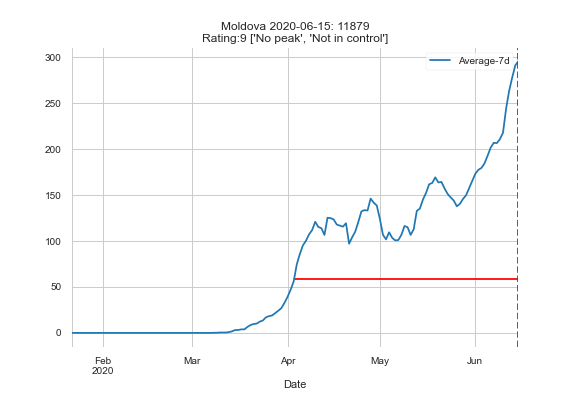 Moldova 2020-06-15: 11879
Rating:9 ['No peak', 'Not in control']
Average-7d
300
250
200
150
100
50
0
Feb Mar Apr May Jun
2020
Date